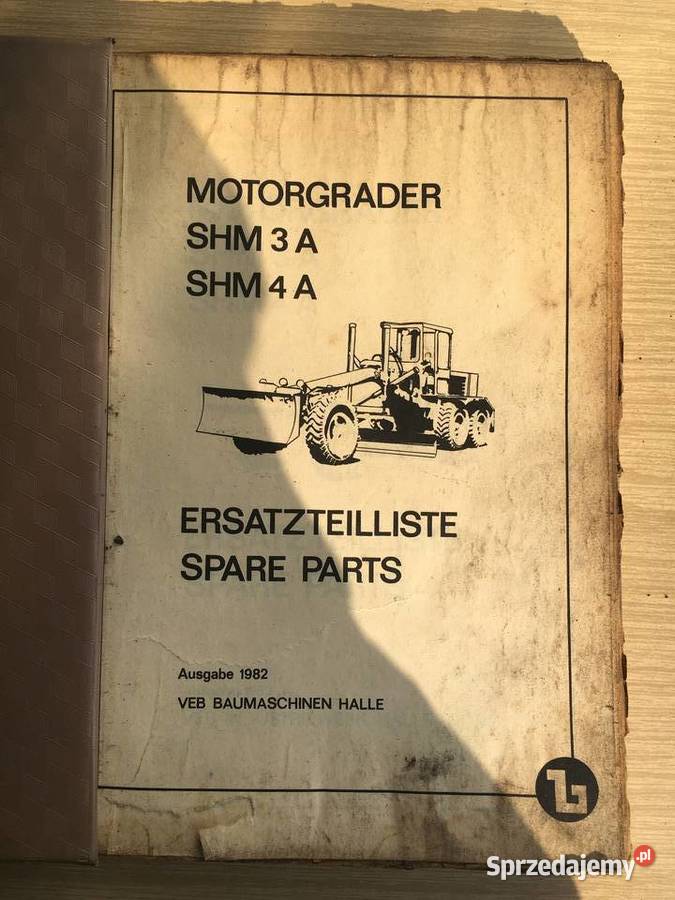 MOTORGRADER
SHM 3 A
SHM 4 A
ERSATZTEILLISTE
SPARE PARTS
Ausgabe 1982
VEB BAUMASCHINEN HALLE
Sprzedajemy.pl